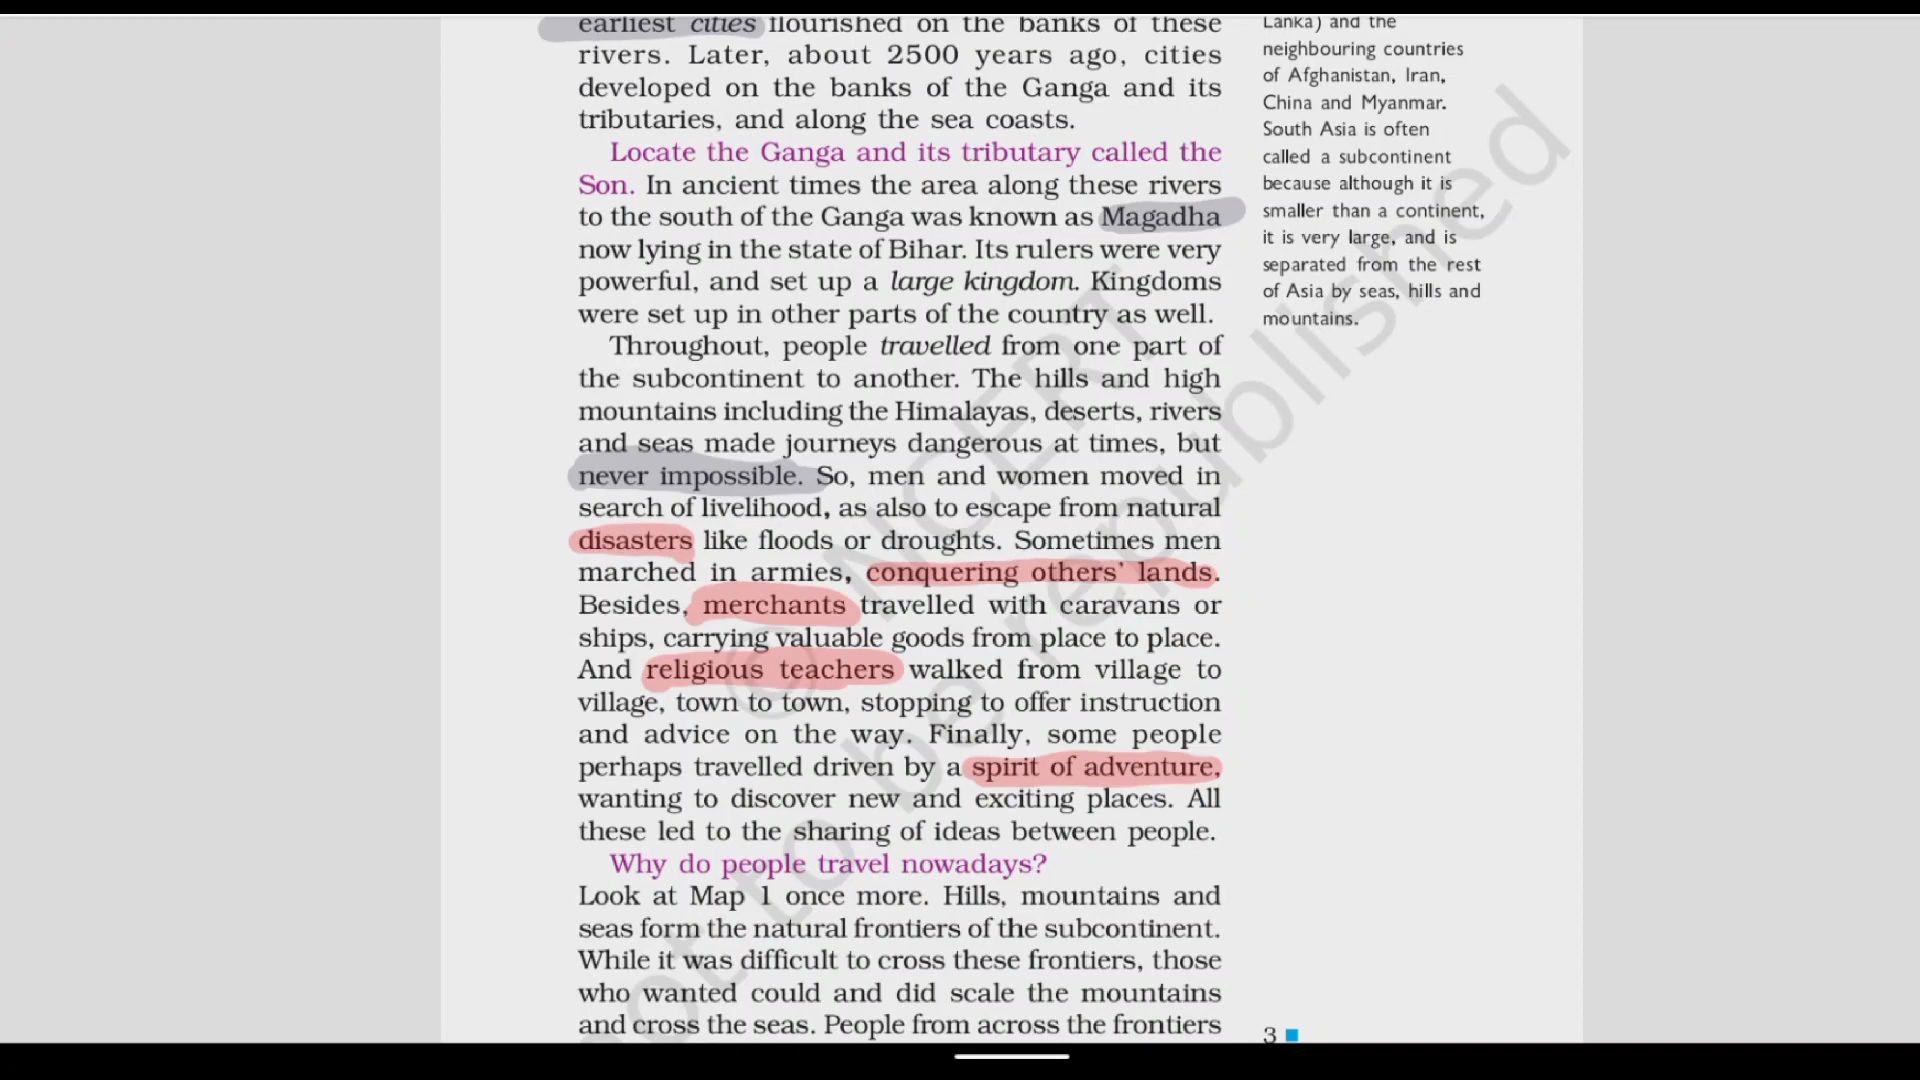 earliest cities flourished on the banks of these
rivers. Later, about 2500 years ago, cities
developed on the banks of the Ganga and its
tributaries, and along the sea coasts.
Locate the Ganga and its tributary called the
Son. In ancient times the area along these rivers
to the south of the Ganga was known as Magadha
now lying in the state of Bihar. Its rulers were very
powerful, and set up a large kingdom. Kingdoms
were set up in other parts of the country as well.
Throughout, people travelled from one part of
the subcontinent to another. The hills and high
mountains including the Himalayas, deserts, rivers
and seas made journeys dangerous at times, but
never impossible. So, men and women moved in
search of livelihood, as also to escape from natural
disasters like floods or droughts. Sometimes men
marched in armies, conquering others’ lands.
Besides, merchants travelled with caravans or
ships, carrying valuable goods from place to place.
And religious teachers walked from village to
village, town to town, stopping to offer instruction
and advice on the way. Finally, some people
perhaps travelled driven by a spirit of adventure,
wanting to discover new and exciting places. All
these led to the sharing of ideas between people.
Why do people travel nowadays?
Look at Map 1 once more. Hills, mountains and
seas form the natural frontiers of the subcontinent.
While it was difficult to cross these frontiers, those
who wanted could and did scale the mountains
and cross the seas. People from across the frontiers
Lanka) and the
neighbouring countries
of Afghanistan, Iran,
China and Myanmar.
South Asia is often
called a subcontinent
because although it is
smaller than a continent,
it is very large, and is
separated from the rest
of Asia by seas, hills and
mountains.
3
© NCERT
not to be republished